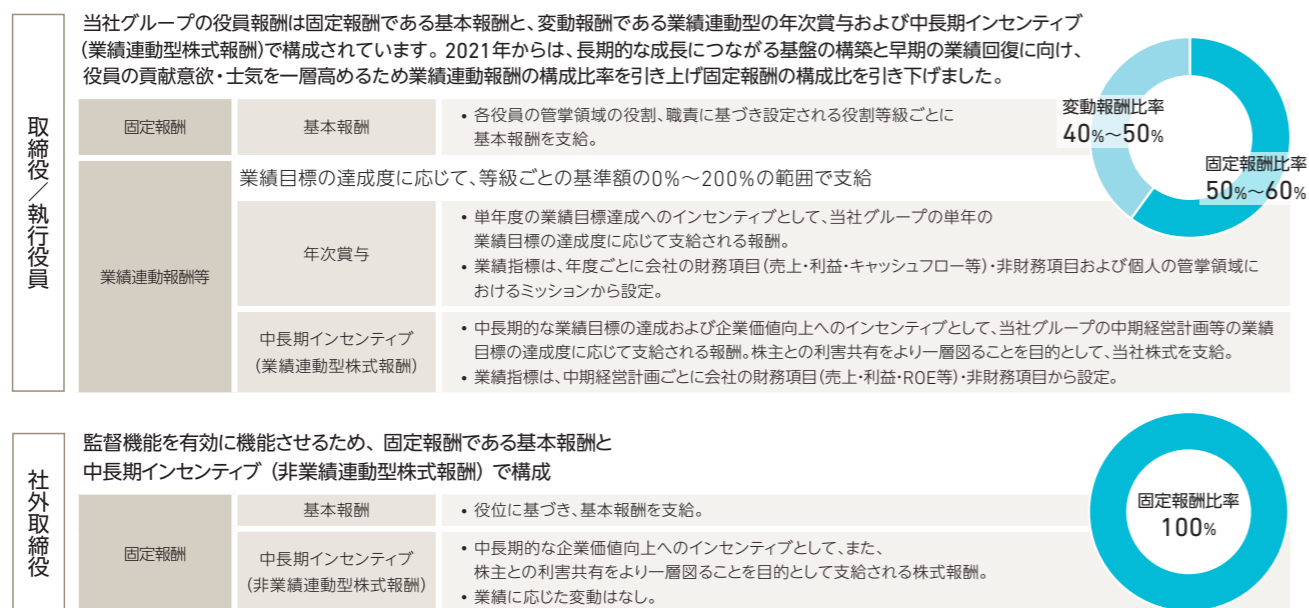 当社グループの役員報酬は固定報酬である基本報酬と、変動報酬である業績連動型の年次賞与および中長期インセンティブ
(業績連動型株式報酬)で構成されています。2021年からは、長期的な成長につながる基盤の構築と早期の業績回復に向け、
役員の貢献意欲・士気を一層高めるため業績連動報酬の構成比率を引き上げ固定報酬の構成比を引き下げました。
取締役／執行役員
固定報酬
基本報酬
• 各役員の管掌領域の役割、職責に基づき設定される役割等級ごとに
基本報酬を支給。
変動報酬比率
40%～50%
固定報酬比率
50%～60%
業績連動報酬等
業績目標の達成度に応じて、等級ごとの基準額の0%～200%の範囲で支給
年次賞与
• 単年度の業績目標達成へのインセンティブとして、当社グループの単年の
業績目標の達成度に応じて支給される報酬。
• 業績指標は、年度ごとに会社の財務項目(売上・利益・キャッシュフロー等)・非財務項目および個人の管掌領域に
おけるミッションから設定。
中長期インセンティブ
(業績連動型株式報酬)
• 中長期的な業績目標の達成および企業価値向上へのインセンティブとして、当社グループの中期経営計画等の業績
目標の達成度に応じて支給される報酬。株主との利害共有をより一層図ることを目的として、当社株式を支給。
• 業績指標は、中期経営計画ごとに会社の財務項目(売上・利益・ROE等)・非財務項目から設定。
社外取締役
監督機能を有効に機能させるため、固定報酬である基本報酬と
中長期インセンティブ（非業績連動型株式報酬）で構成
固定報酬
基本報酬
• 役位に基づき、基本報酬を支給。
中長期インセンティブ
(非業績連動型株式報酬)
• 中長期的な企業価値向上へのインセンティブとして、また、
株主との利害共有をより一層図ることを目的として支給される株式報酬。
• 業績に応じた変動はなし。
固定報酬比率
100%